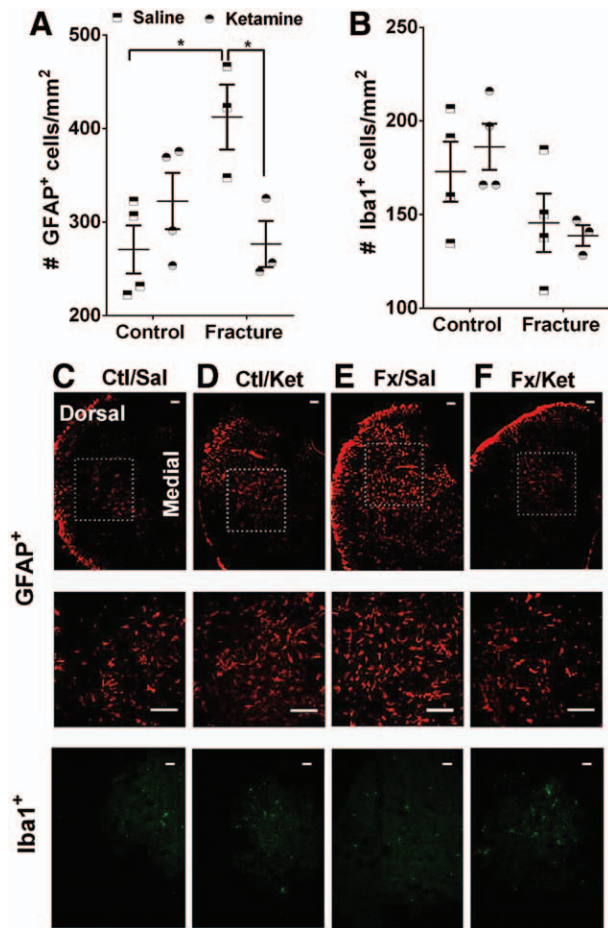 A
Saline
Ketamine
# GFAP+ cells/mm²
500
400
300
200
*
*
Control
Fracture
B
# Iba1+ cells/mm²
250
200
150
100
Control
Fracture
C Ctl/Sal
D Ctl/Ket
E Fx/Sal
F Fx/Ket
Dorsal
Medial
GFAP+
Iba1+